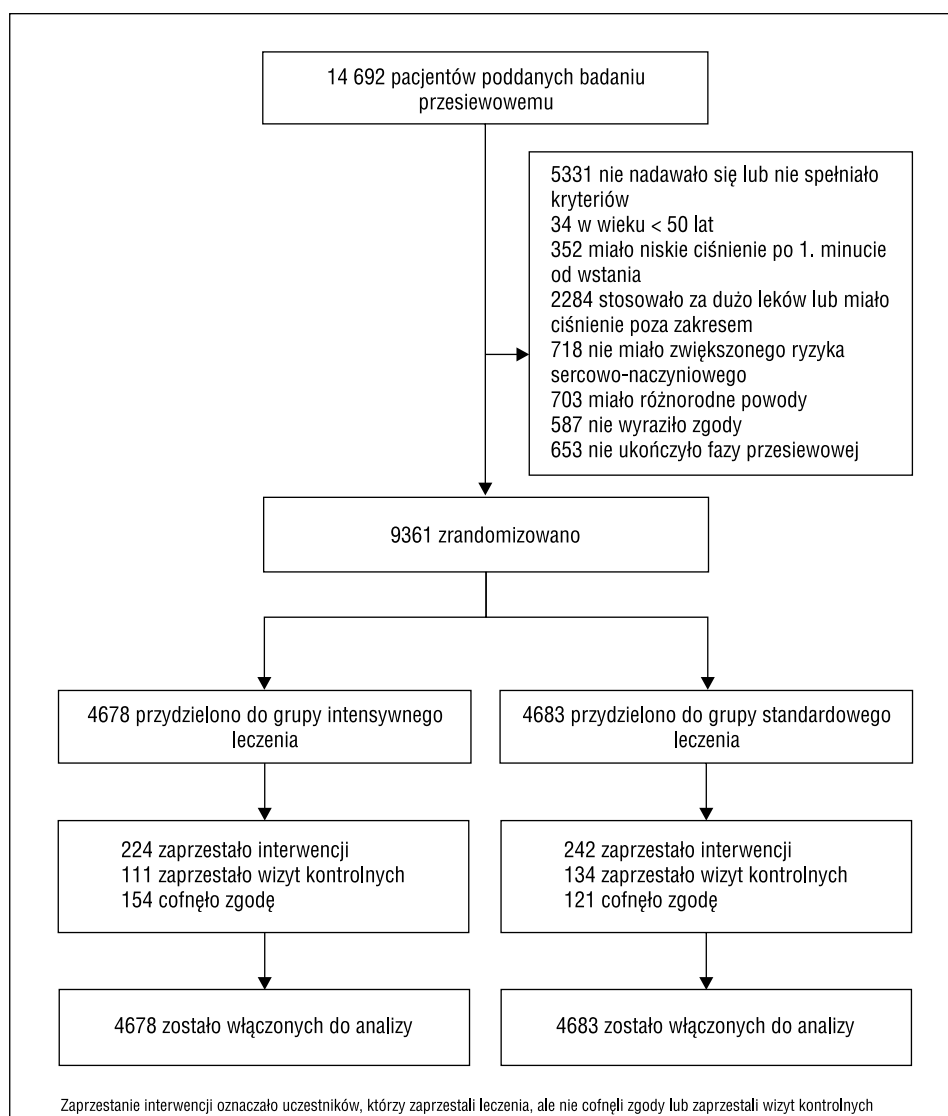 14 692 pacjentów poddanych badaniu
przesiewowemu
5331 nie nadawało się lub nie spełniało
kryteriów
34 w wieku < 50 lat
352 miało niskie ciśnienie po 1. minucie
od wstania
2284 stosowało za dużo leków lub miało
ciśnienie poza zakresem
718 nie miało zwiększonego ryzyka
sercowo-naczyniowego
703 miało różnorodne powody
587 nie wyraziło zgody
653 nie ukończyło fazy przesiewowej
9361 zrandomizowano
4678 przydzielono do grupy intensywnego
leczenia
4683 przydzielono do grupy standardowego
leczenia
224 zaprzestało interwencji
111 zaprzestało wizyt kontrolnych
154 cofnęło zgodę
242 zaprzestało interwencji
134 zaprzestało wizyt kontrolnych
121 cofnęło zgodę
4678 zostało włączonych do analizy
4683 zostało włączonych do analizy
Zaprzestanie interwencji oznaczało uczestników, którzy zaprzestali leczenia, ale nie cofnęli zgody lub zaprzestali wizyt kontrolnych